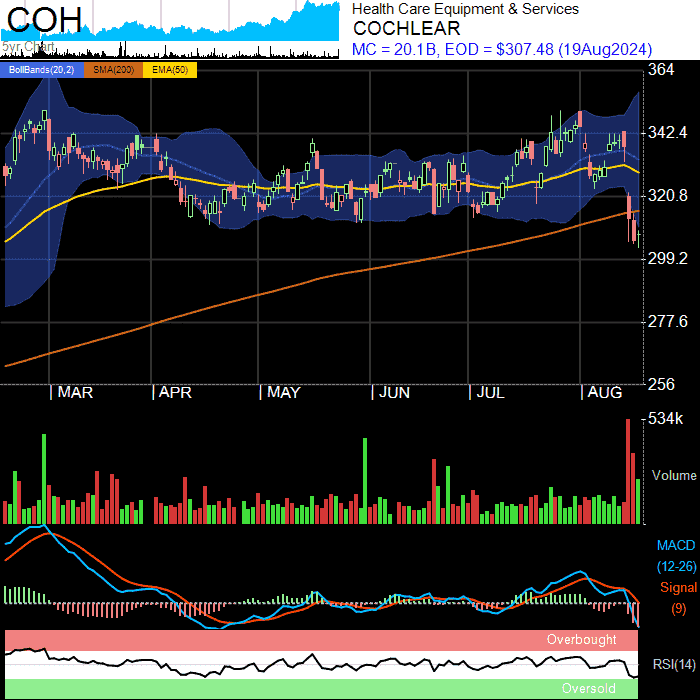 COH
5yr Chart
Health Care Equipment & Services
COCHLEAR
MC = 20.1B, EOD = $307.48 (19Aug2024)
BollBands(20,2) SMA(200) EMA(50)
364
342.4
320.8
299.2
277.6
256
MAR APR MAY JUN JUL AUG
534k
Volume
MACD
(12-26)
Signal
(9)
Overbought
RSI(14)
Oversold